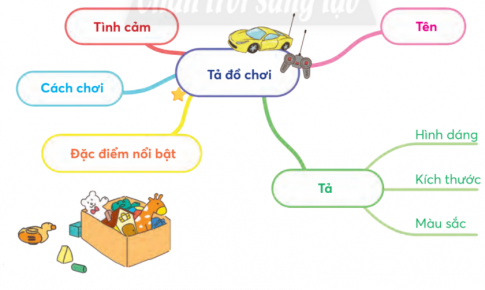 Chân trời sáng tạo
Tình cảm
Tên
Tả đồ chơi
Cách chơi
Đặc điểm nổi bật
Tả
Hình dáng
Kích thước
Màu sắc